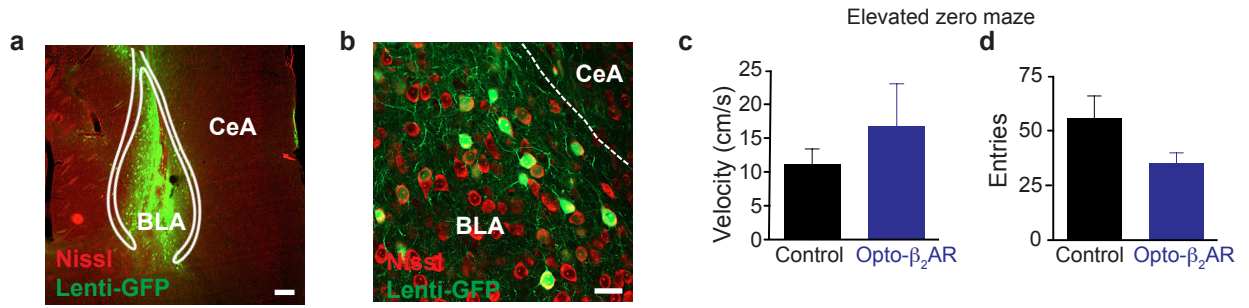 Elevated zero maze
a
CeA
BLA
Nissl
Lenti-GFP
b
CeA
BLA
Nissl
Lenti-GFP
c
Velocity (cm/s)
25
20
15
10
5
0
Control
Opto-β₂AR
d
Entries
75
50
25
0
Control
Opto-β₂AR